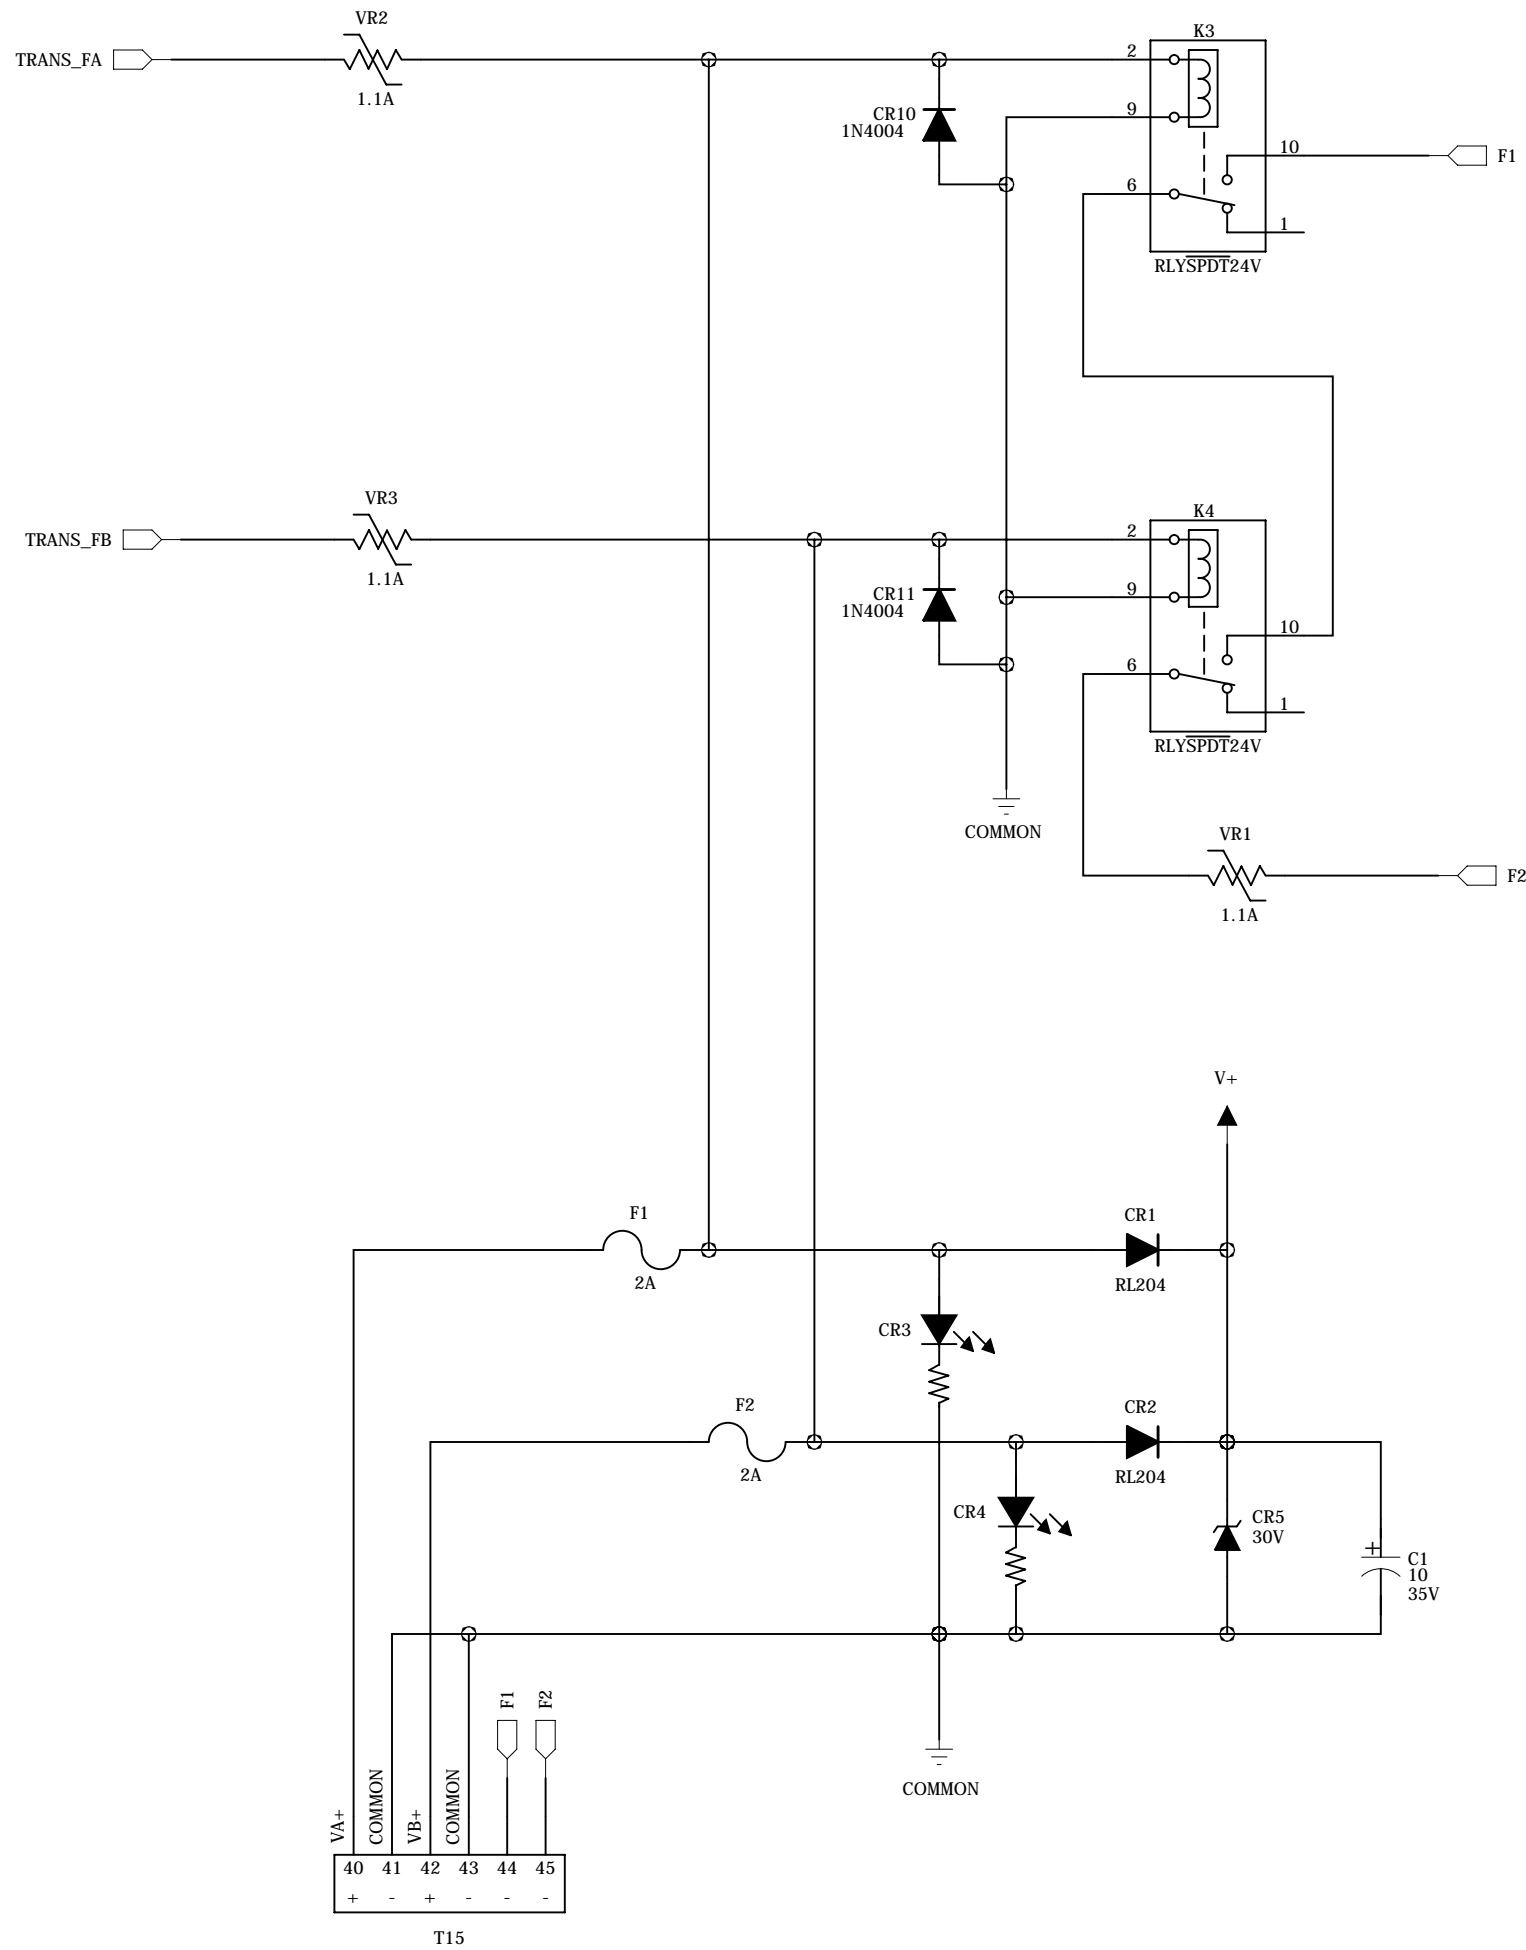 VR2
TRANS_FA
1.1A
K3
2
CR10
1N4004
9
10
F1
6
1
RLYSPDT24V
VR3
TRANS_FB
1.1A
K4
2
CR11
1N4004
9
10
6
1
RLYSPDT24V
COMMON
VR1
F2
1.1A
V+
F1
2A
CR1
RL204
CR3
F2
2A
CR2
RL204
CR4
CR5
30V
+
C1
10
35V
COMMON
VA+
COMMON
VB+
COMMON
F1
F2
40 41 42 43 44 45
+ - + - - -
T15